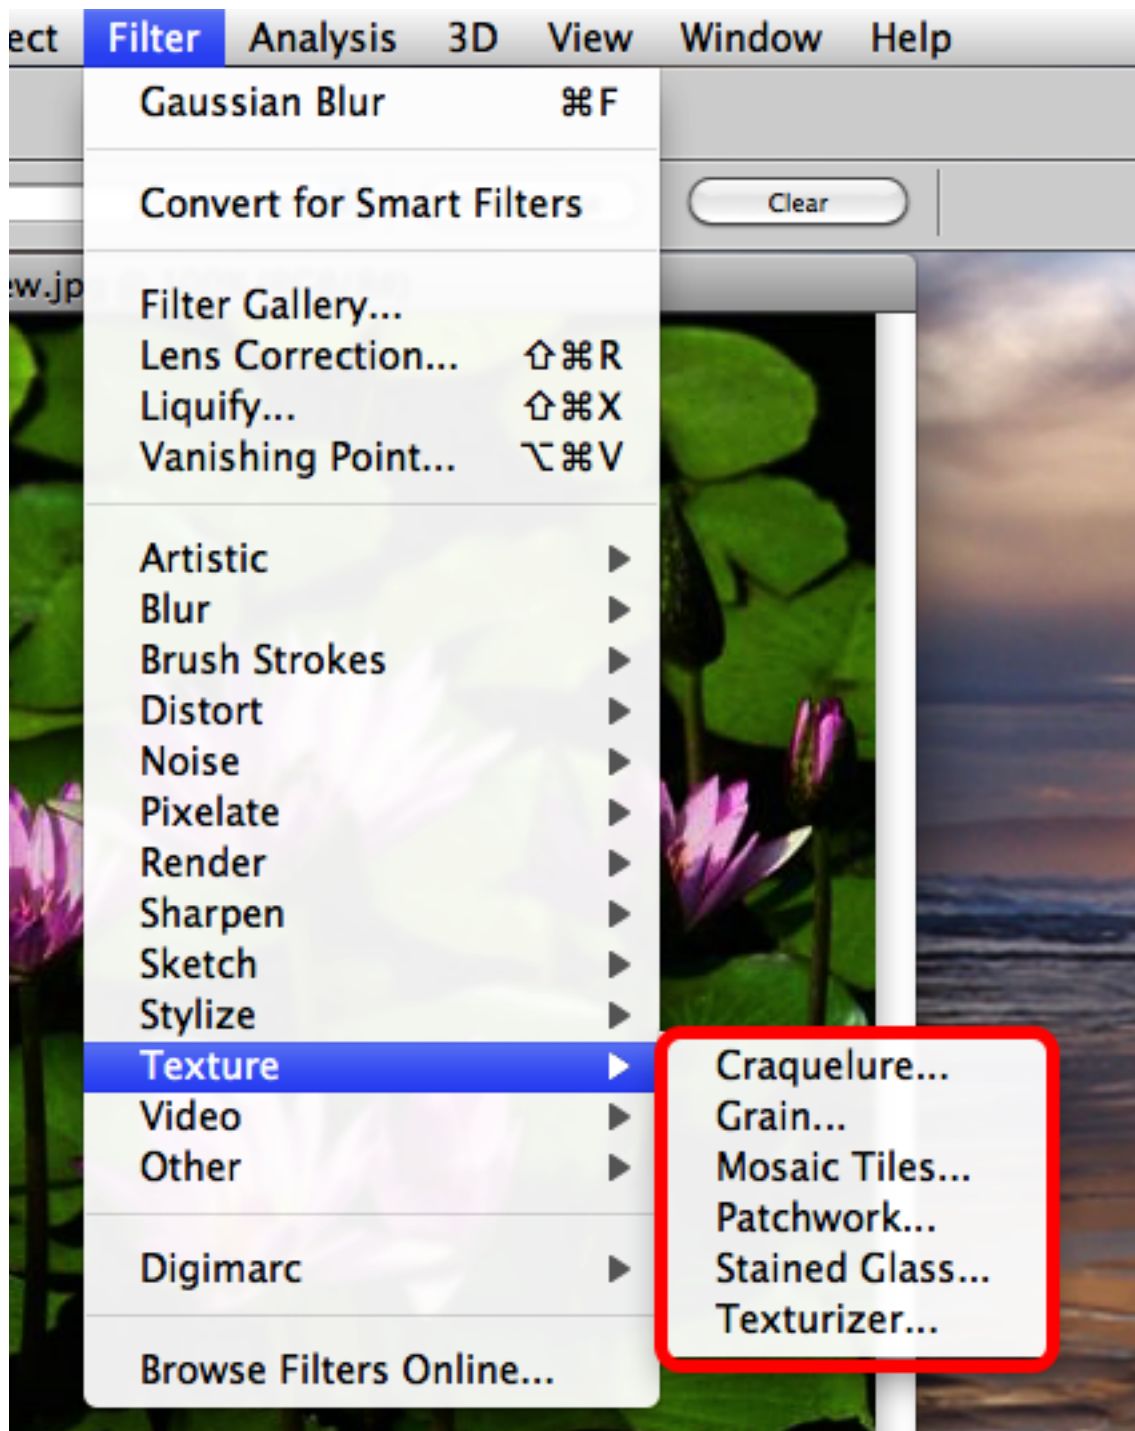 ect Filter Analysis 3D View Window Help
Gaussian Blur ⌘F
Convert for Smart Filters
Clear
ew.jp
Filter Gallery...
Lens Correction... ⇧⌘R
Liquify... ⇧⌘X
Vanishing Point... ⌥⌘V
Artistic
Blur
Brush Strokes
Distort
Noise
Pixelate
Render
Sharpen
Sketch
Stylize
Texture
Video
Other
Digimarc
Browse Filters Online...
Craquelure...
Grain...
Mosaic Tiles...
Patchwork...
Stained Glass...
Texturizer...